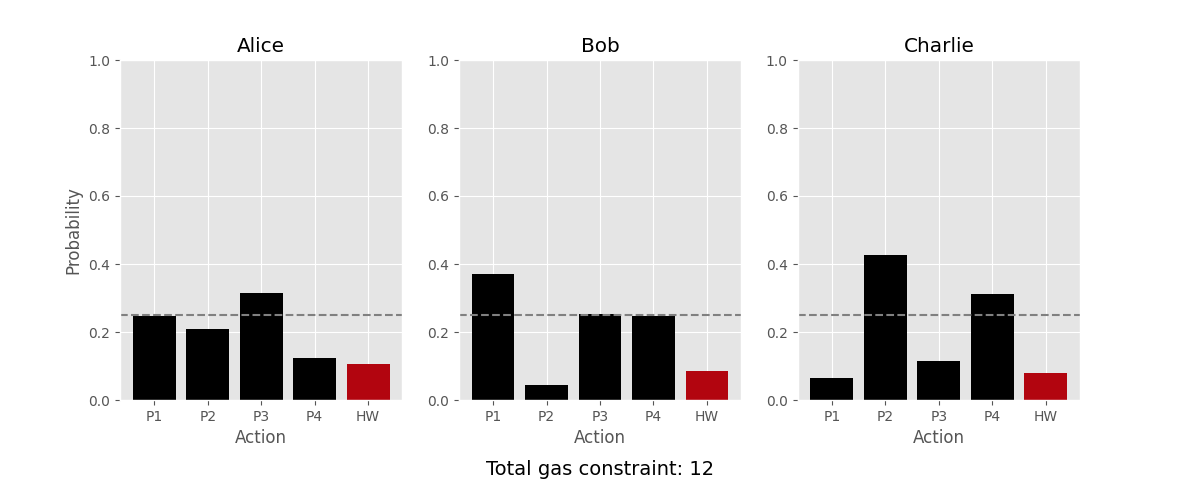 Alice
Bob
Charlie
Probability
1.0
0.8
0.6
0.4
0.2
0.0
P1 P2 P3 P4 HW
Action
1.0
0.8
0.6
0.4
0.2
0.0
P1 P2 P3 P4 HW
Action
1.0
0.8
0.6
0.4
0.2
0.0
P1 P2 P3 P4 HW
Action
Total gas constraint: 12